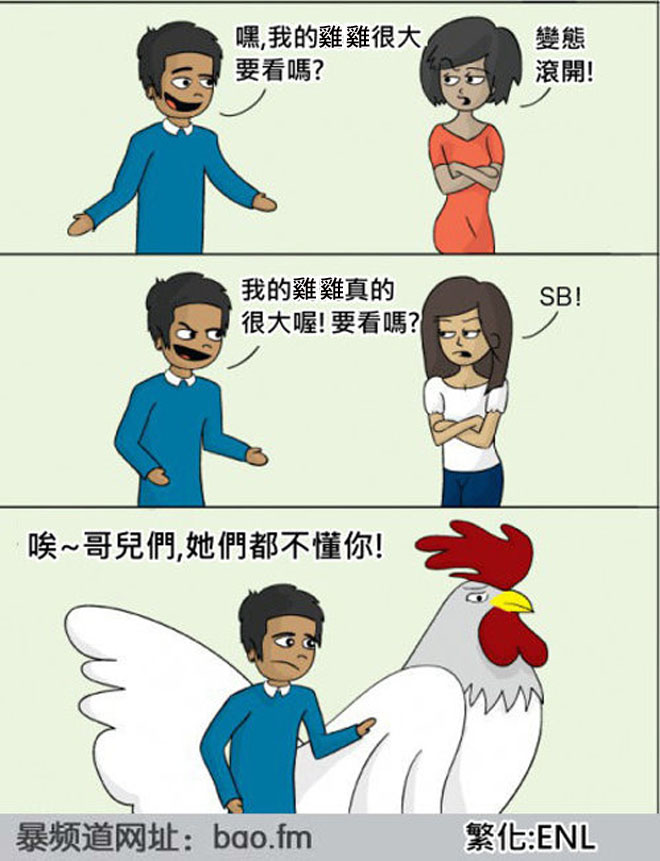 嘿,我的雞雞很大
要看嗎?
變態
滾開!
我的雞雞真的
很大喔!要看嗎?
SB!
唉~哥兒們,她們都不懂你!
暴频道网址：bao.fm
繁化:ENL